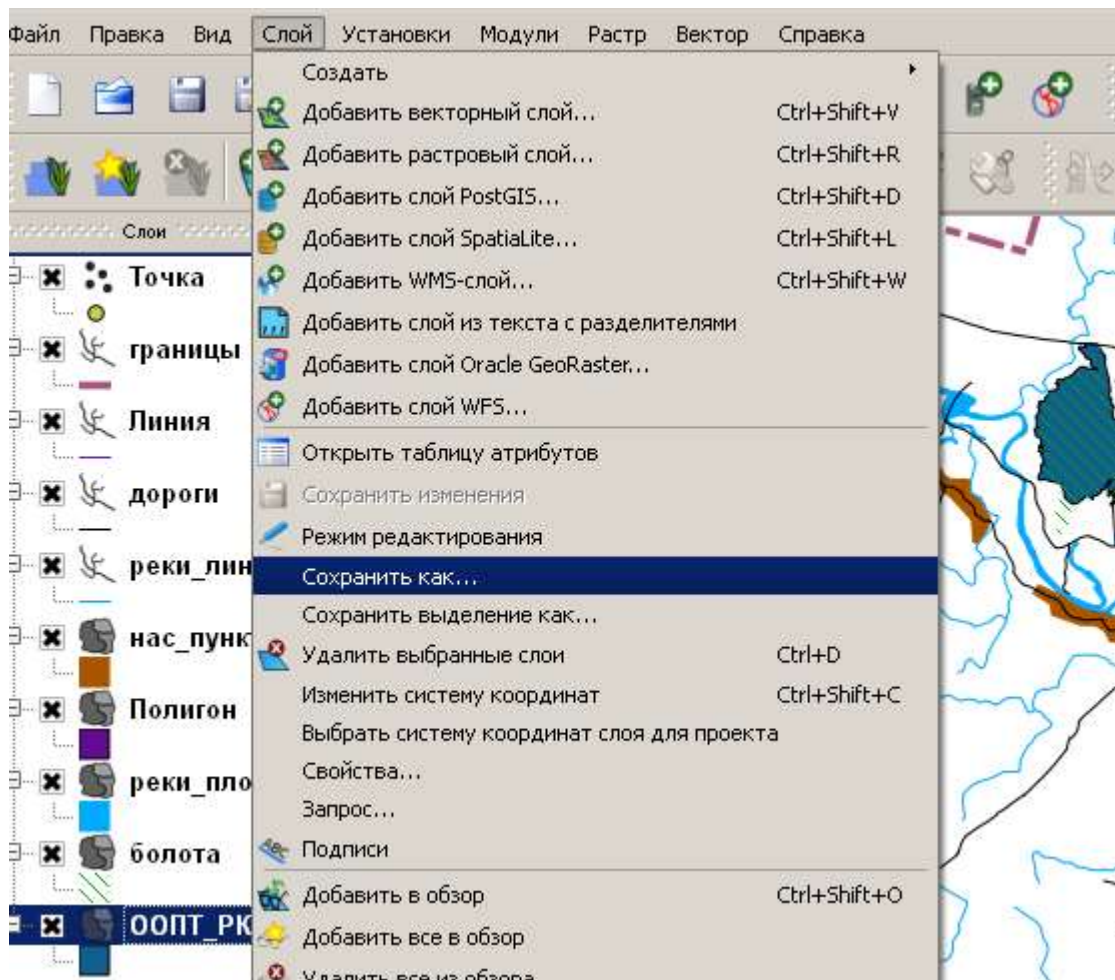 Файл Правка Вид Слой Установки Модули Растр Вектор Справка
Создать
Добавить векторный слой... Ctrl+Shift+V
Добавить растровый слой... Ctrl+Shift+R
Добавить слой PostGIS... Ctrl+Shift+D
Добавить слой SpatiaLite... Ctrl+Shift+L
Добавить WMS-слой... Ctrl+Shift+W
Добавить слой из текста с разделителями
Добавить слой Oracle GeoRaster...
Добавить слой WFS...
Открыть таблицу атрибутов
Сохранить изменения
Режим редактирования
Сохранить как...
Сохранить выделение как...
Удалить выбранные слои Ctrl+D
Изменить систему координат Ctrl+Shift+C
Выбрать систему координат слоя для проекта
Свойства...
Запрос...
Подписи
Добавить в обзор Ctrl+Shift+O
Добавить все в обзор
Удалить все из обзора
Слои
Точка
границы
Линия
дороги
реки_лин
нас_пунк
Полигон
реки_пло
болота
ООПТ_РК